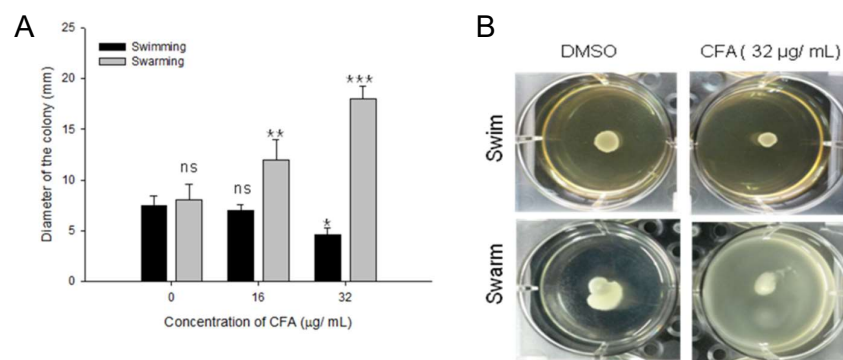 A
Diameter of the colony (mm)
25
20
15
10
5
0
Swimming
Swarming
ns
ns
**
*
***
0 16 32
Concentration of CFA (μg/ mL)
B
DMSO CFA ( 32 μg/ mL)
Swim
Swarm